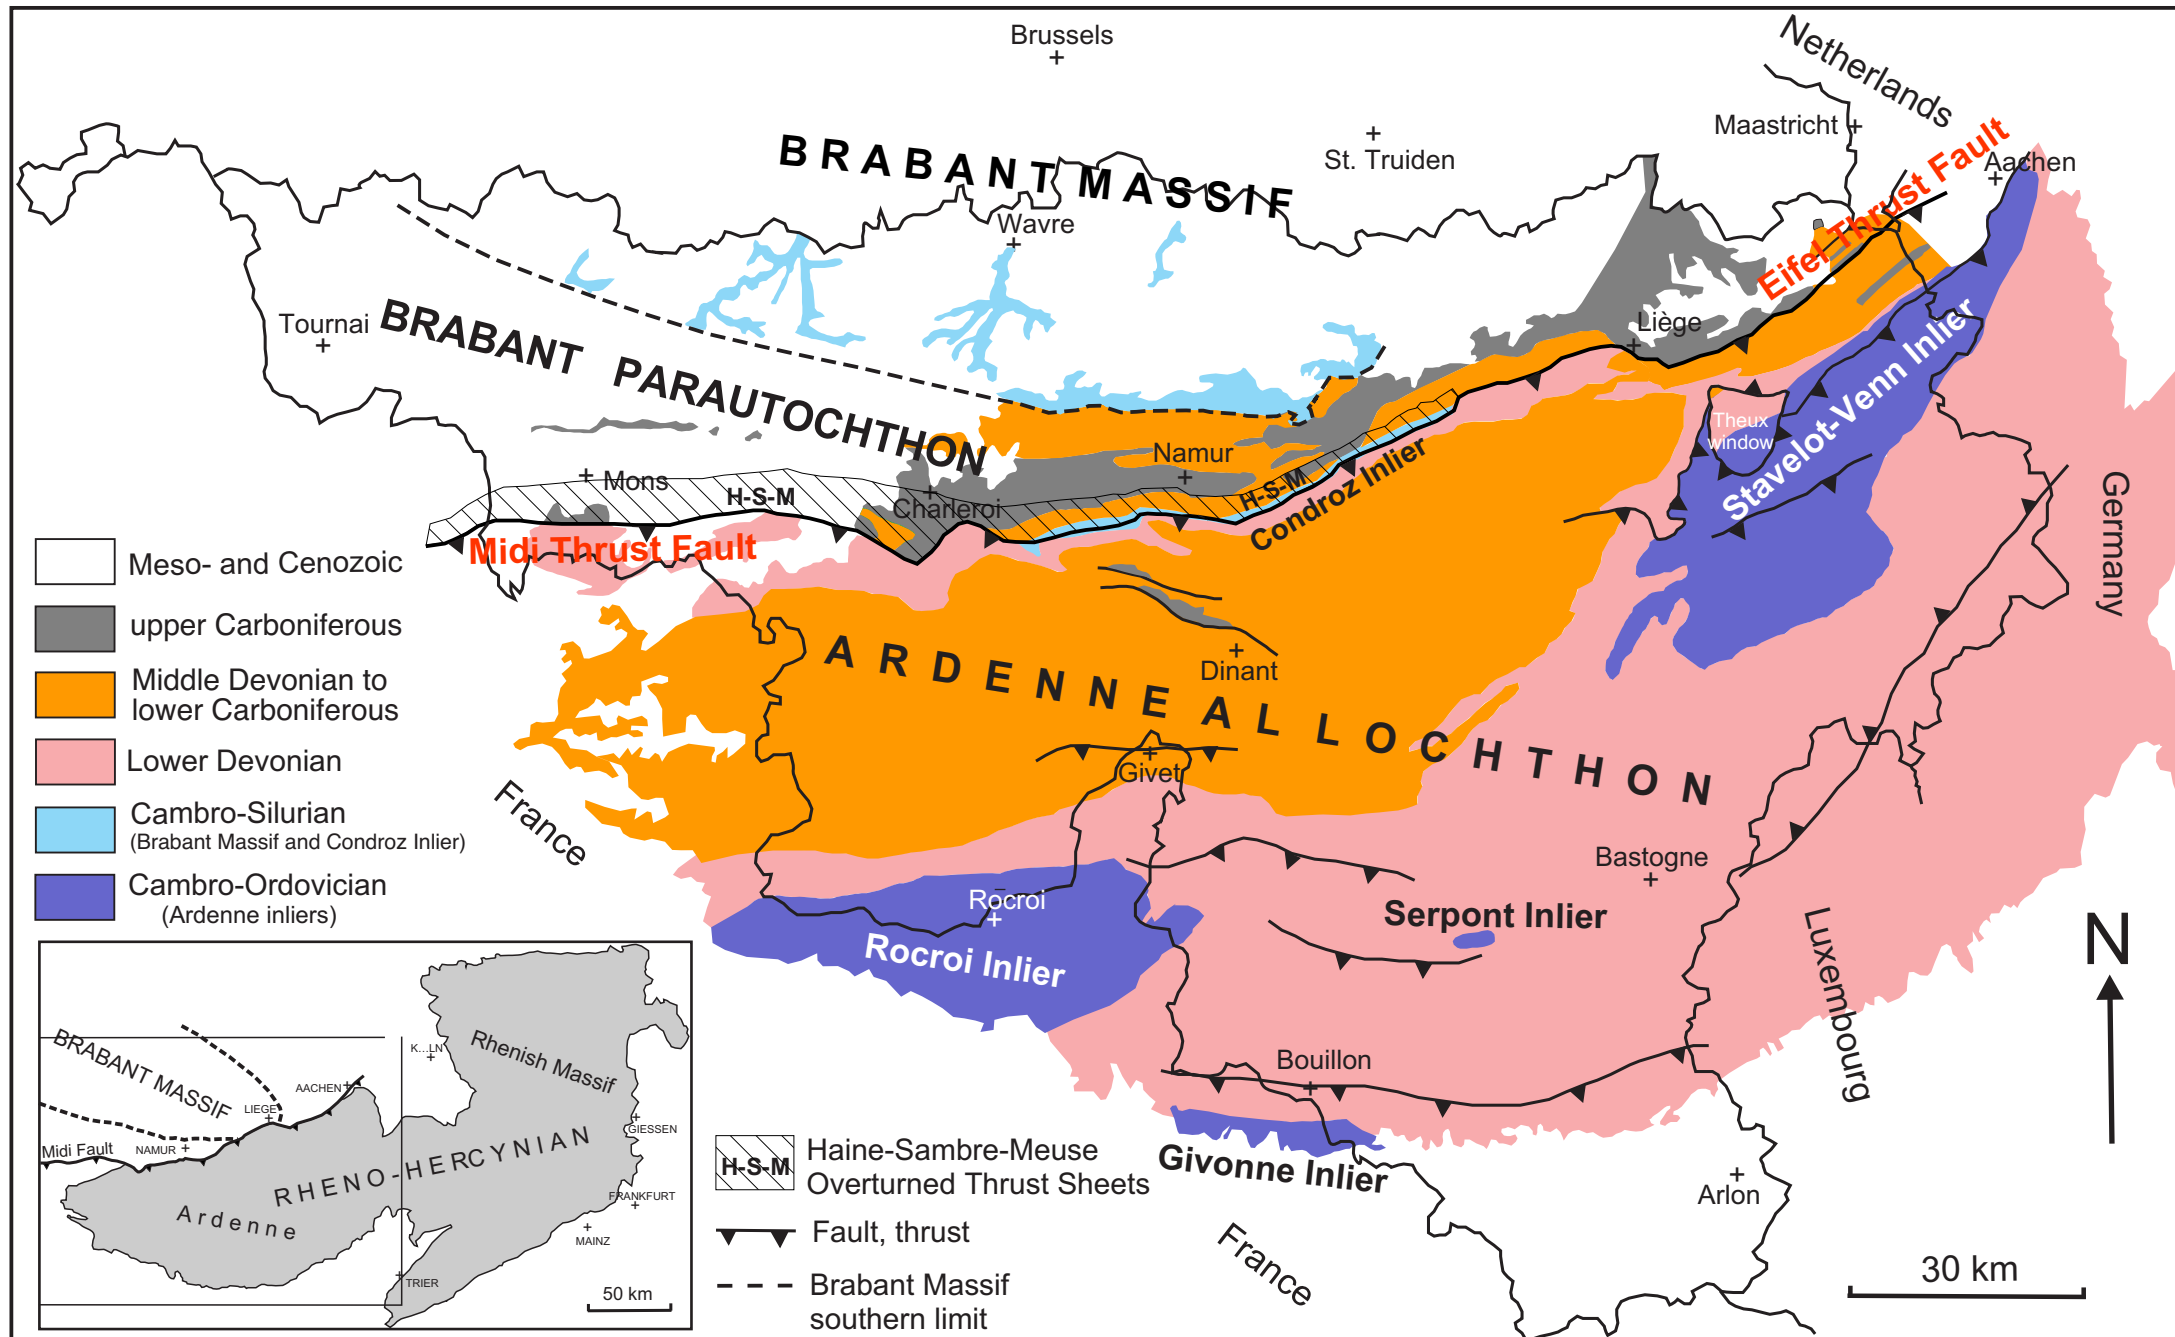 Brussels
Netherlands
Maastricht
BRABANT MASSIF
St. Truiden
Aachen
Eifel Thrust Fault
Wavre
Tournai
BRABANT PARAUTOCHTHON
Liège
Stavelot-Venn Inlier
Theux
window
Namur
Mons
H-S-M
Charleroi
H-S-M
Condroz Inlier
Midi Thrust Fault
Germany
Meso- and Cenozoic
upper Carboniferous
Middle Devonian to
lower Carboniferous
Lower Devonian
Cambro-Silurian
(Brabant Massif and Condroz Inlier)
Cambro-Ordovician
(Ardenne inliers)
ARDENNE ALLOCHTHON
Dinant
Givet
France
Bastogne
Rocroi
Serpont Inlier
Rocroi Inlier
Luxembourg
N
Bouillon
Givonne Inlier
Arlon
France
30 km
BRABANT MASSIF
K...LN
Rhenish Massif
AACHEN
LIEGE
Midi Fault
NAMUR
GIESSEN
RHENO-HERCYNIAN
Ardenne
FRANKFURT
MAINZ
TRIER
50 km
H-S-M
Haine-Sambre-Meuse
Overturned Thrust Sheets
Fault, thrust
Brabant Massif
southern limit